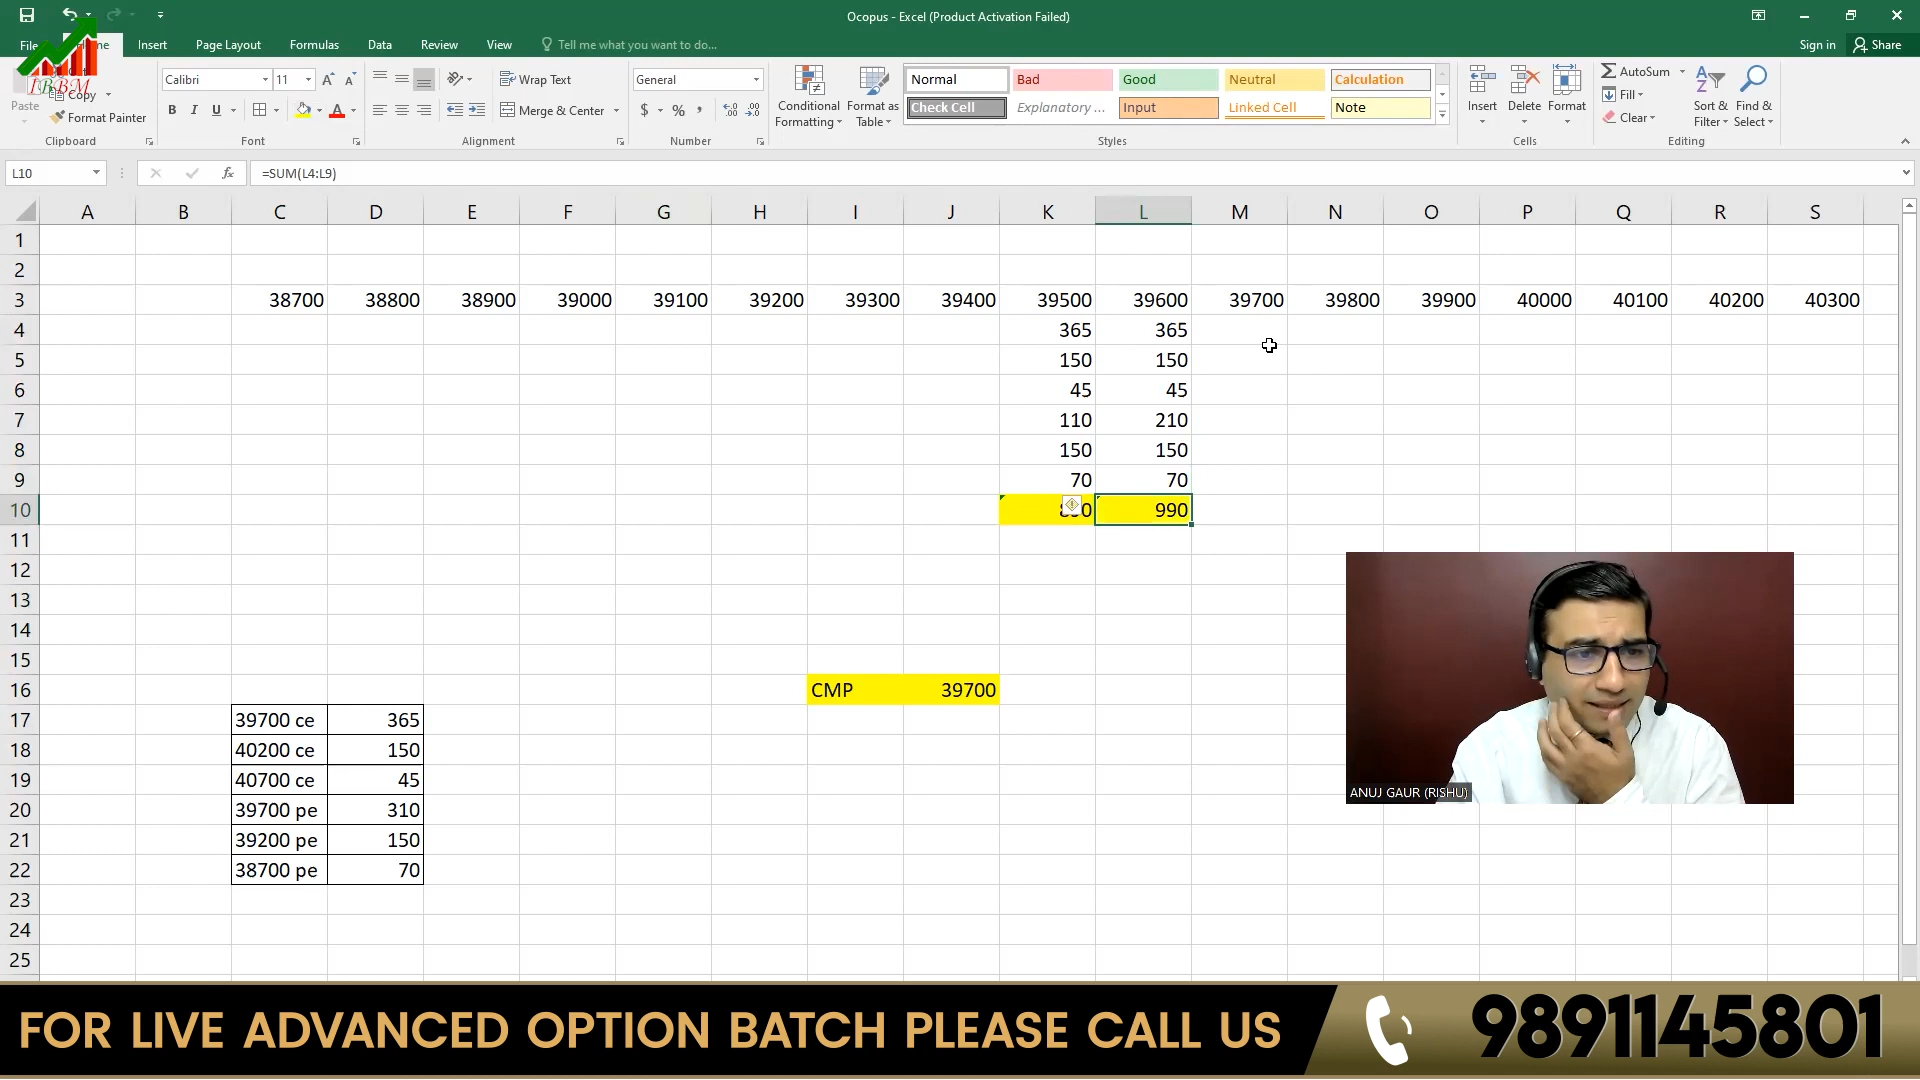 Ocopus - Excel (Product Activation Failed)
Insert Page Layout Formulas Data Review View Tell me what you want to do... Sign in Share
IBBM
Paste Copy Format Painter
Calibri 11 Wrap Text General
B I U Merge & Center $ %
Conditional Formatting Format as Table
Normal Bad Good Neutral Calculation
Check Cell Explanatory ... Input Linked Cell Note
Insert Delete Format
AutoSum Fill Clear Sort & Filter Find & Select
Clipboard Font Alignment Number Styles Cells Editing
L10 fx =SUM(L4:L9)
A B C D E F G H I J K L M N O P Q R S
1
2
3 38700 38800 38900 39000 39100 39200 39300 39400 39500 39600 39700 39800 39900 40000 40100 40200 40300
4 365 365
5 150 150
6 45 45
7 110 210
8 150 150
9 70 70
10 990
11
12
13
14
15
16 CMP 39700
17 39700 ce 365
18 40200 ce 150
19 40700 ce 45
20 39700 pe 310
21 39200 pe 150
22 38700 pe 70
23
24
25
ANUJ GAUR (RISHU)
FOR LIVE ADVANCED OPTION BATCH PLEASE CALL US 9891145801